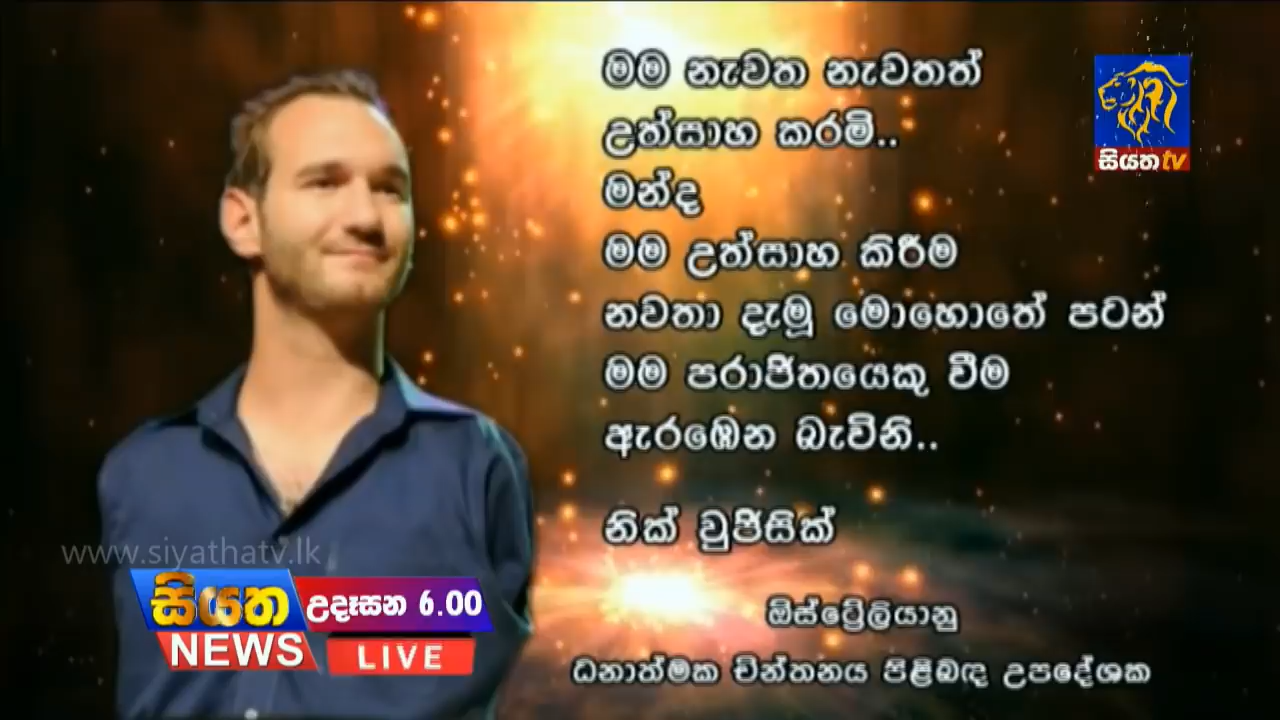 මම නැවත නැවතත්
උත්සාහ කරමි..
මන්ද
මම උත්සාහ කිරීම
නවතා දැමූ මොහොතේ පටන්
මම පරාජිතයෙකු වීම
ඇරඹෙන බැවිනි..
නික් වුජිසික්
ඕස්ට්‍රේලියානු
ධනාත්මක චින්තනය පිළිබඳ උපදේශක
සියත tv
www.siyathatv.lk
සියත උදෑසන 6.00
NEWS LIVE